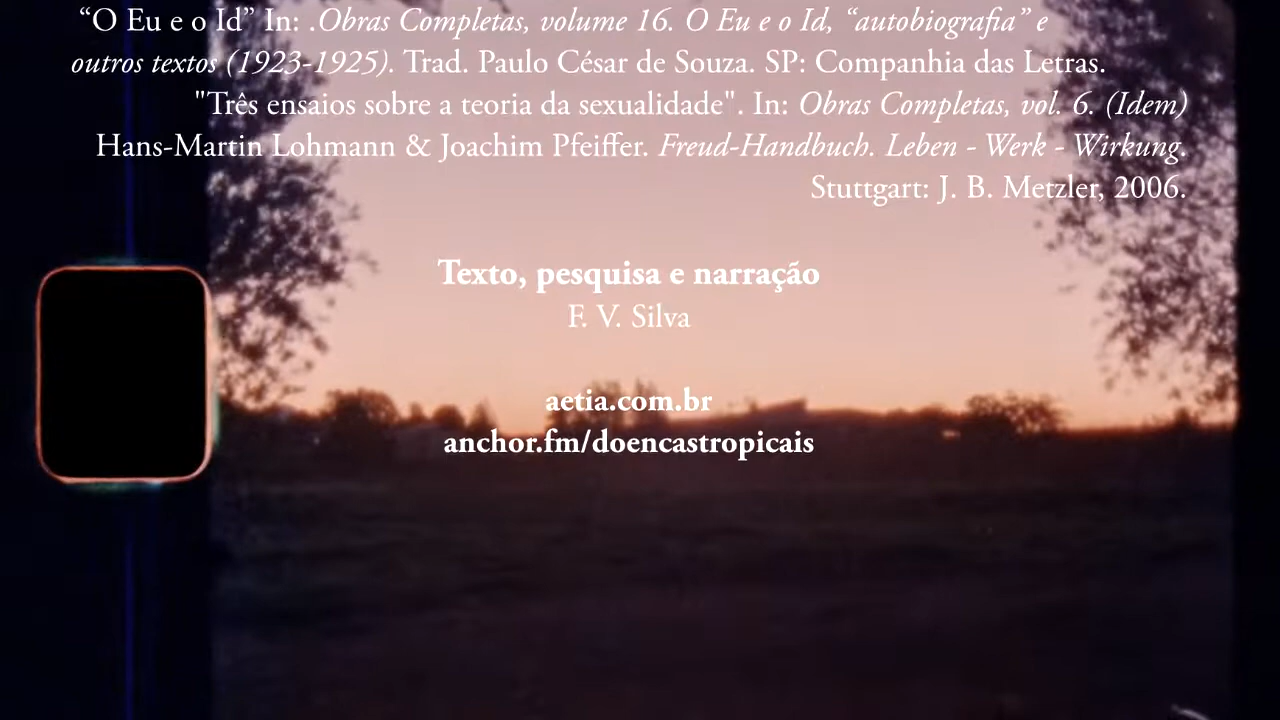 “O Eu e o Id” In: .Obras Completas, volume 16. O Eu e o Id, “autobiografia” e
outros textos (1923-1925). Trad. Paulo César de Souza. SP: Companhia das Letras.
"Três ensaios sobre a teoria da sexualidade". In: Obras Completas, vol. 6. (Idem)
Hans-Martin Lohmann & Joachim Pfeiffer. Freud-Handbuch. Leben - Werk - Wirkung.
Stuttgart: J. B. Metzler, 2006.
Texto, pesquisa e narração
F. V. Silva
aetia.com.br
anchor.fm/doencastropicais